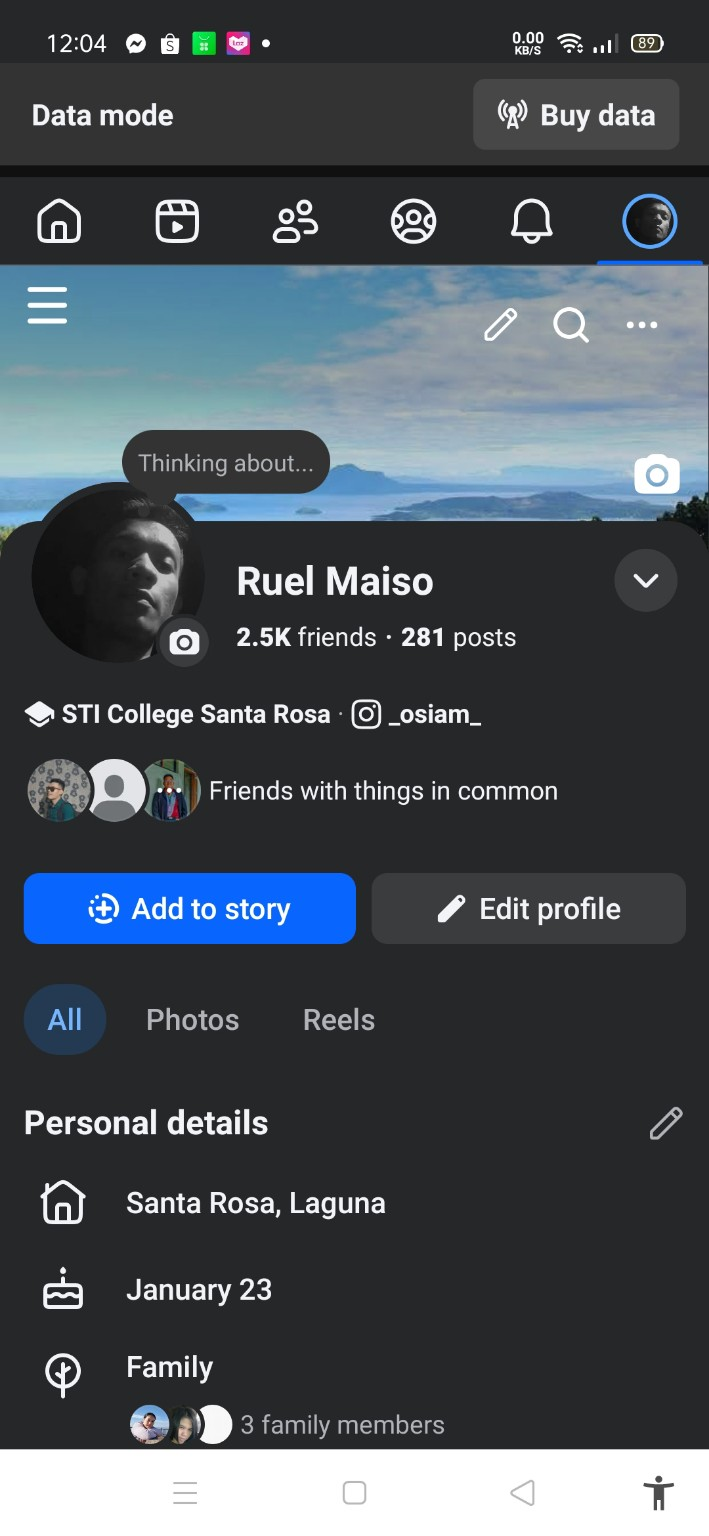 12:04
0.00
KB/S
89
Data mode
Buy data
Thinking about...
Ruel Maiso
2.5K friends · 281 posts
STI College Santa Rosa · _osiam_
Friends with things in common
Add to story
Edit profile
All Photos Reels
Personal details
Santa Rosa, Laguna
January 23
Family
3 family members